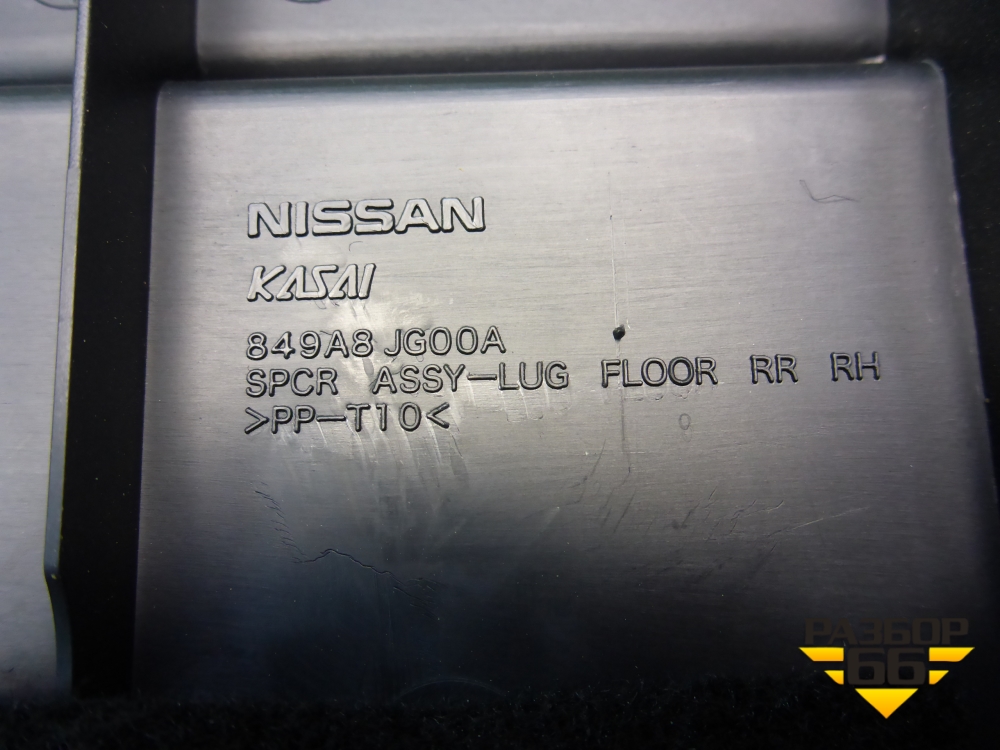 NISSAN
KASAI
849A8 JG00A
SPCR ASSY-LUG FLOOR RR RH
>PP-T10<
РАЗБОР
66